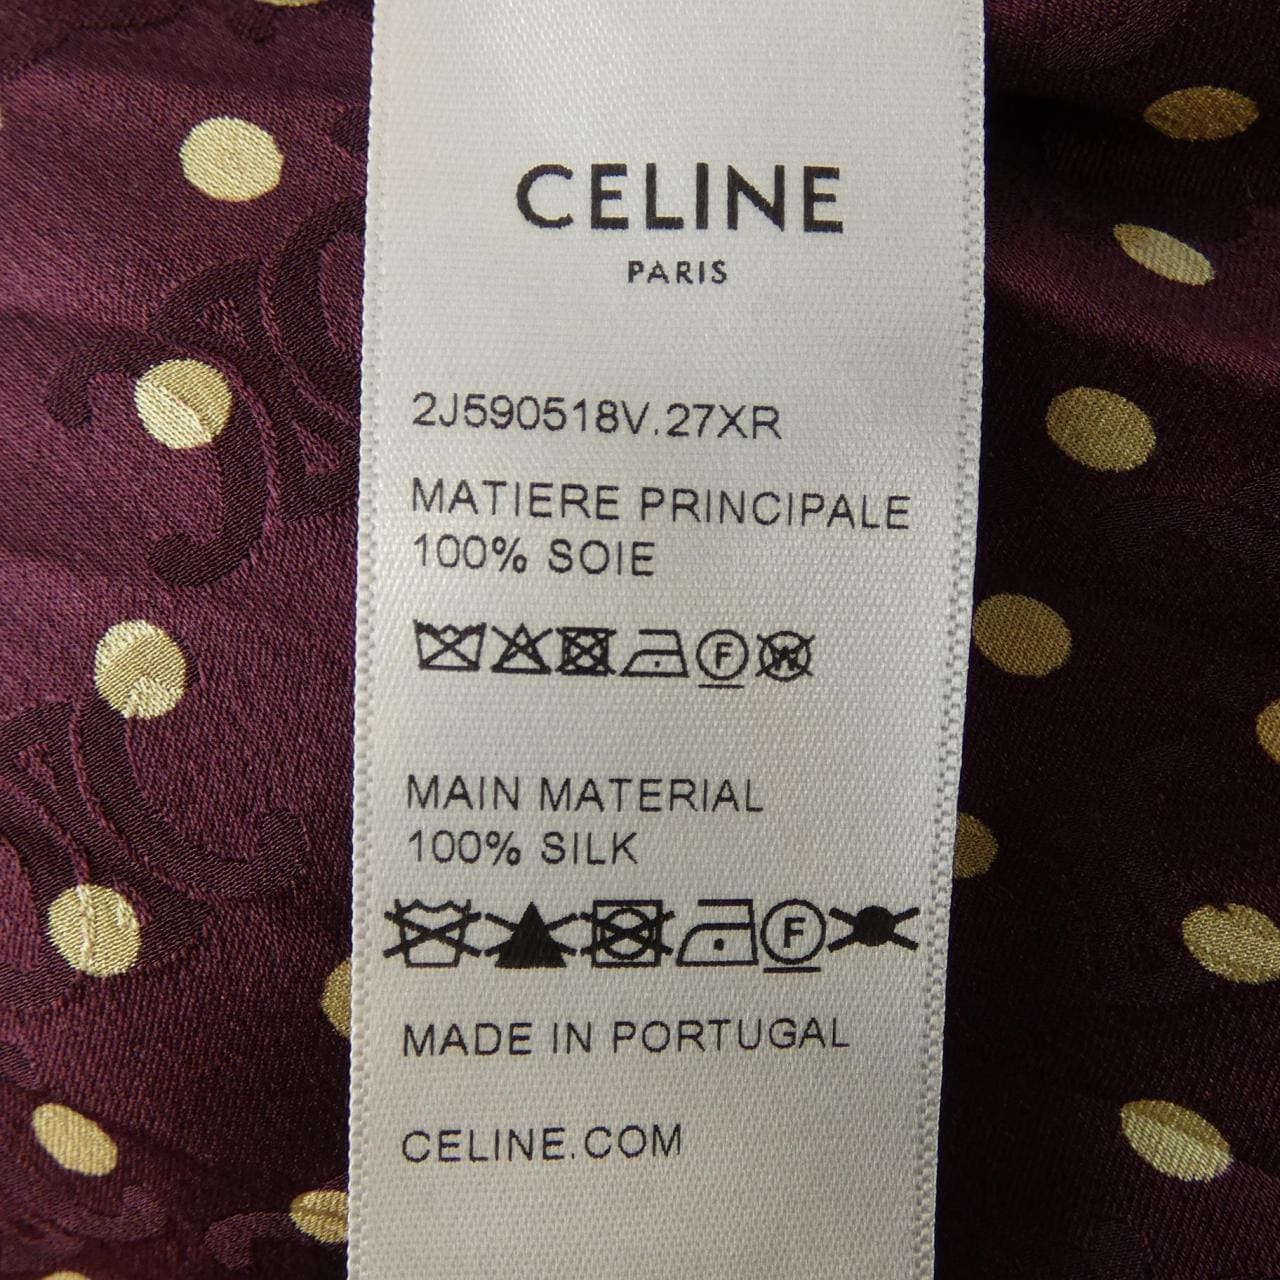 CELINE
PARIS
2J590518V.27XR
MATIERE PRINCIPALE
100% SOIE
F W
MAIN MATERIAL
100% SILK
F
MADE IN PORTUGAL
CELINE.COM